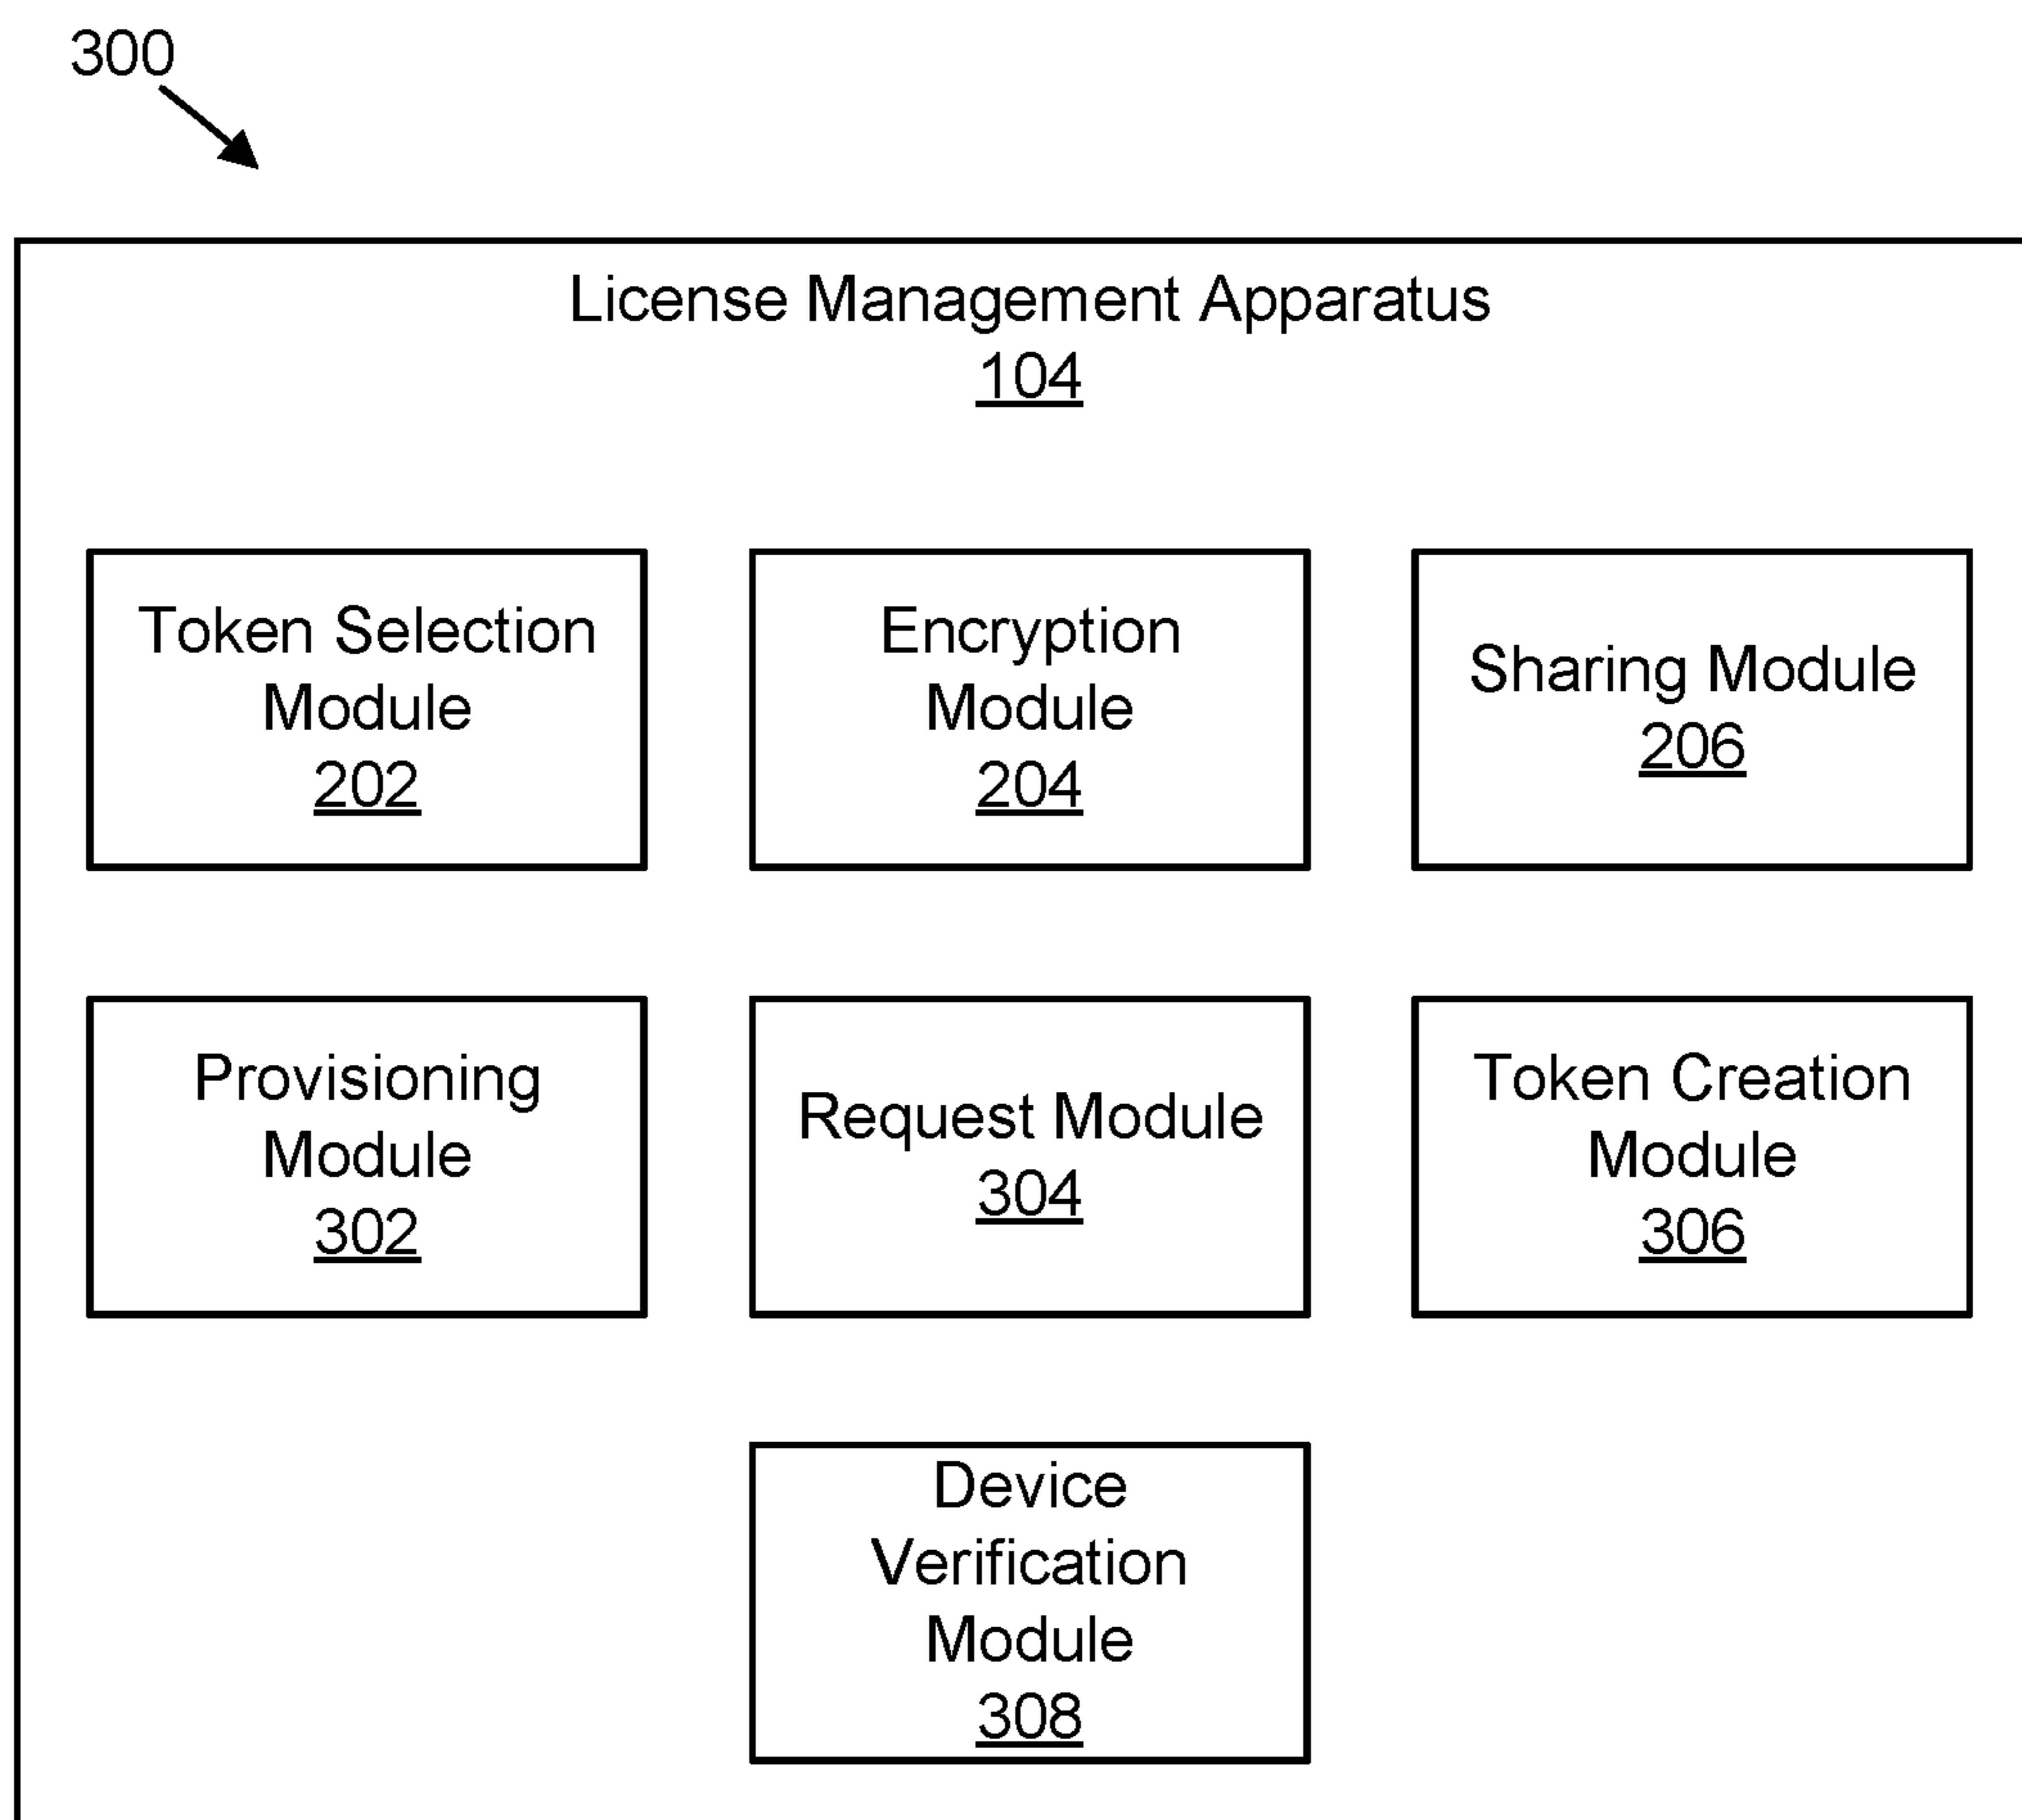 300
License Management Apparatus
104
Token Selection
Module
202
Encryption
Module
204
Sharing Module
206
Provisioning
Module
302
Request Module
304
Token Creation
Module
306
Device
Verification
Module
308